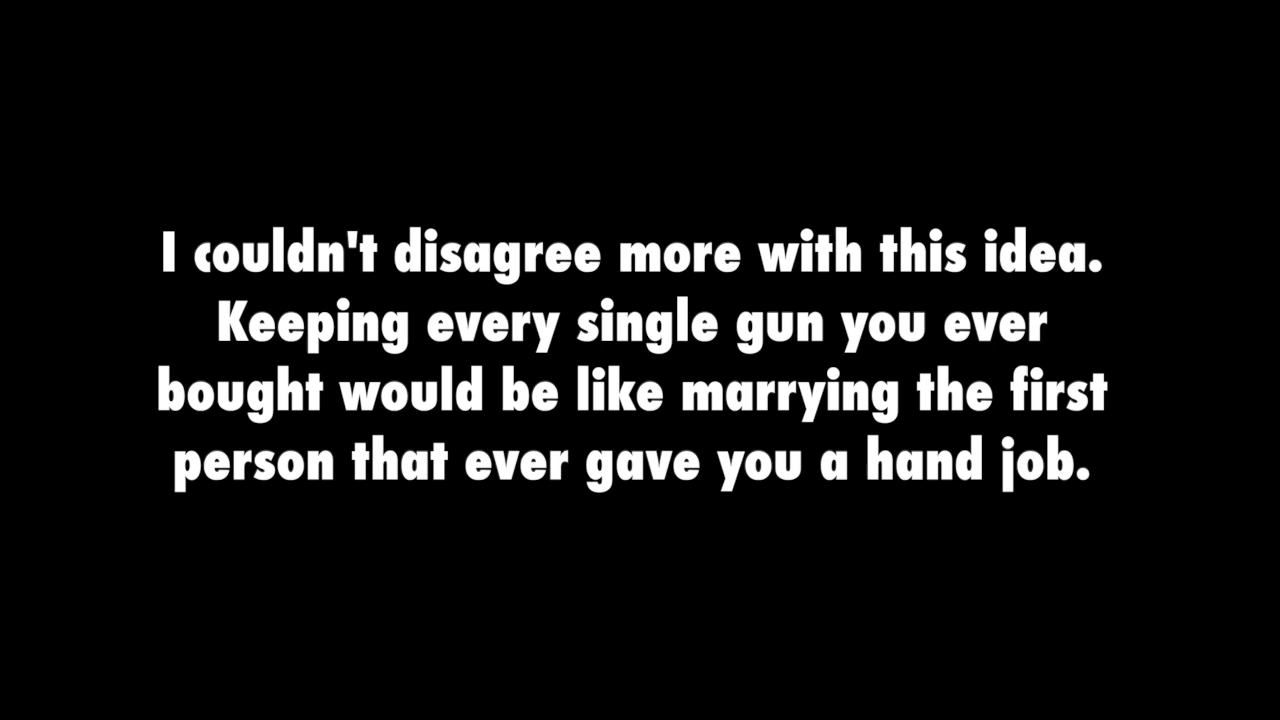 I couldn't disagree more with this idea.
Keeping every single gun you ever
bought would be like marrying the first
person that ever gave you a hand job.